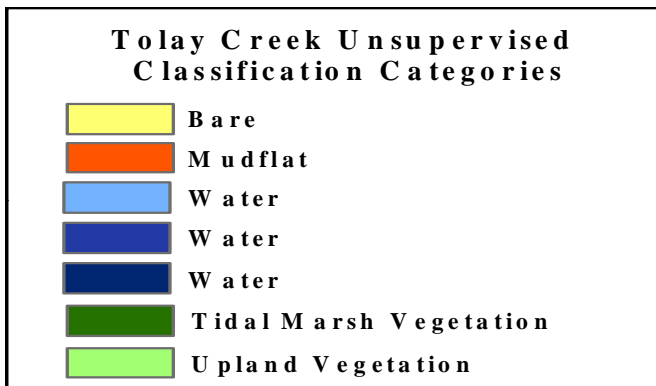 Tolay Creek Unsupervised
Classification Categories
Bare
Mudflat
Water
Water
Water
Tidal Marsh Vegetation
Upland Vegetation